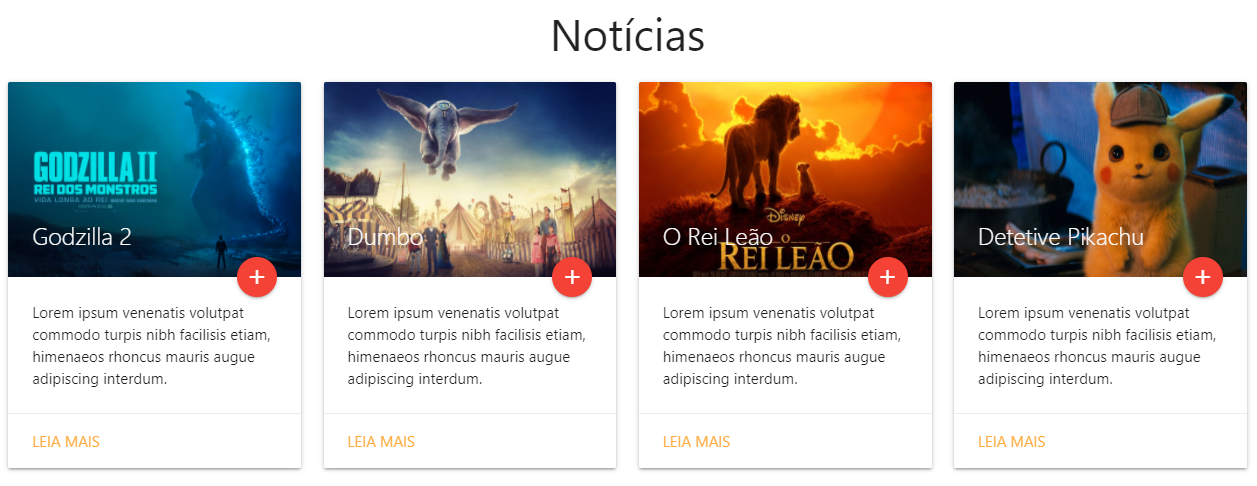 Notícias
GODZILLA II
REI DOS MONSTROS
VIDA LONGA AO REI
Godzilla 2
+
Lorem ipsum venenatis volutpat
commodo turpis nibh facilisis etiam,
himenaeos rhoncus mauris augue
adipiscing interdum.
LEIA MAIS
Dumbo
+
Lorem ipsum venenatis volutpat
commodo turpis nibh facilisis etiam,
himenaeos rhoncus mauris augue
adipiscing interdum.
LEIA MAIS
DISNEY
O Rei Leão
O
REI LEÃO
+
Lorem ipsum venenatis volutpat
commodo turpis nibh facilisis etiam,
himenaeos rhoncus mauris augue
adipiscing interdum.
LEIA MAIS
Detetive Pikachu
+
Lorem ipsum venenatis volutpat
commodo turpis nibh facilisis etiam,
himenaeos rhoncus mauris augue
adipiscing interdum.
LEIA MAIS